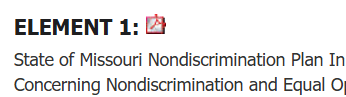 ELEMENT 1:
State of Missouri Nondiscrimination Plan In
Concerning Nondiscrimination and Equal Op